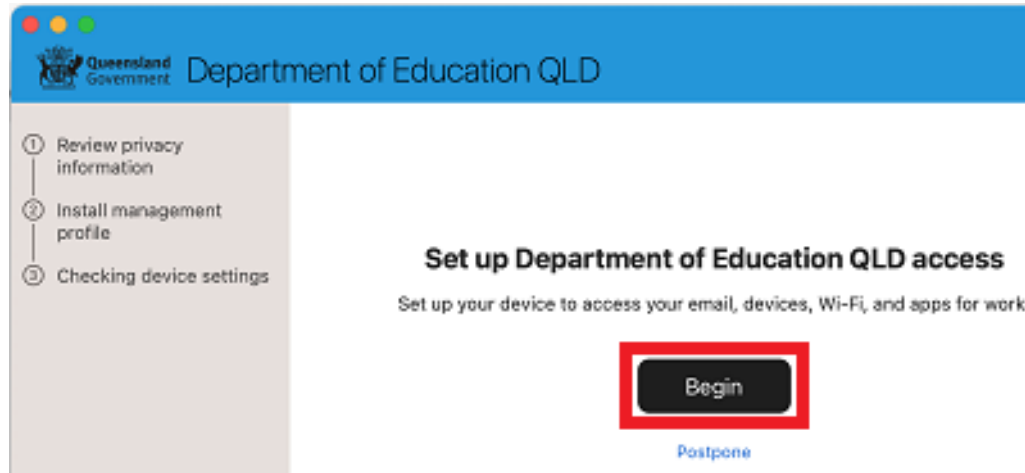 Queensland
Government
Department of Education QLD
1 Review privacy
information
2 Install management
profile
3 Checking device settings
Set up Department of Education QLD access
Set up your device to access your email, devices, Wi-Fi, and apps for work
Begin
Postpone